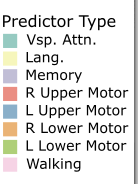 Predictor Type
Vsp. Attn.
Lang.
Memory
R Upper Motor
L Upper Motor
R Lower Motor
L Lower Motor
Walking